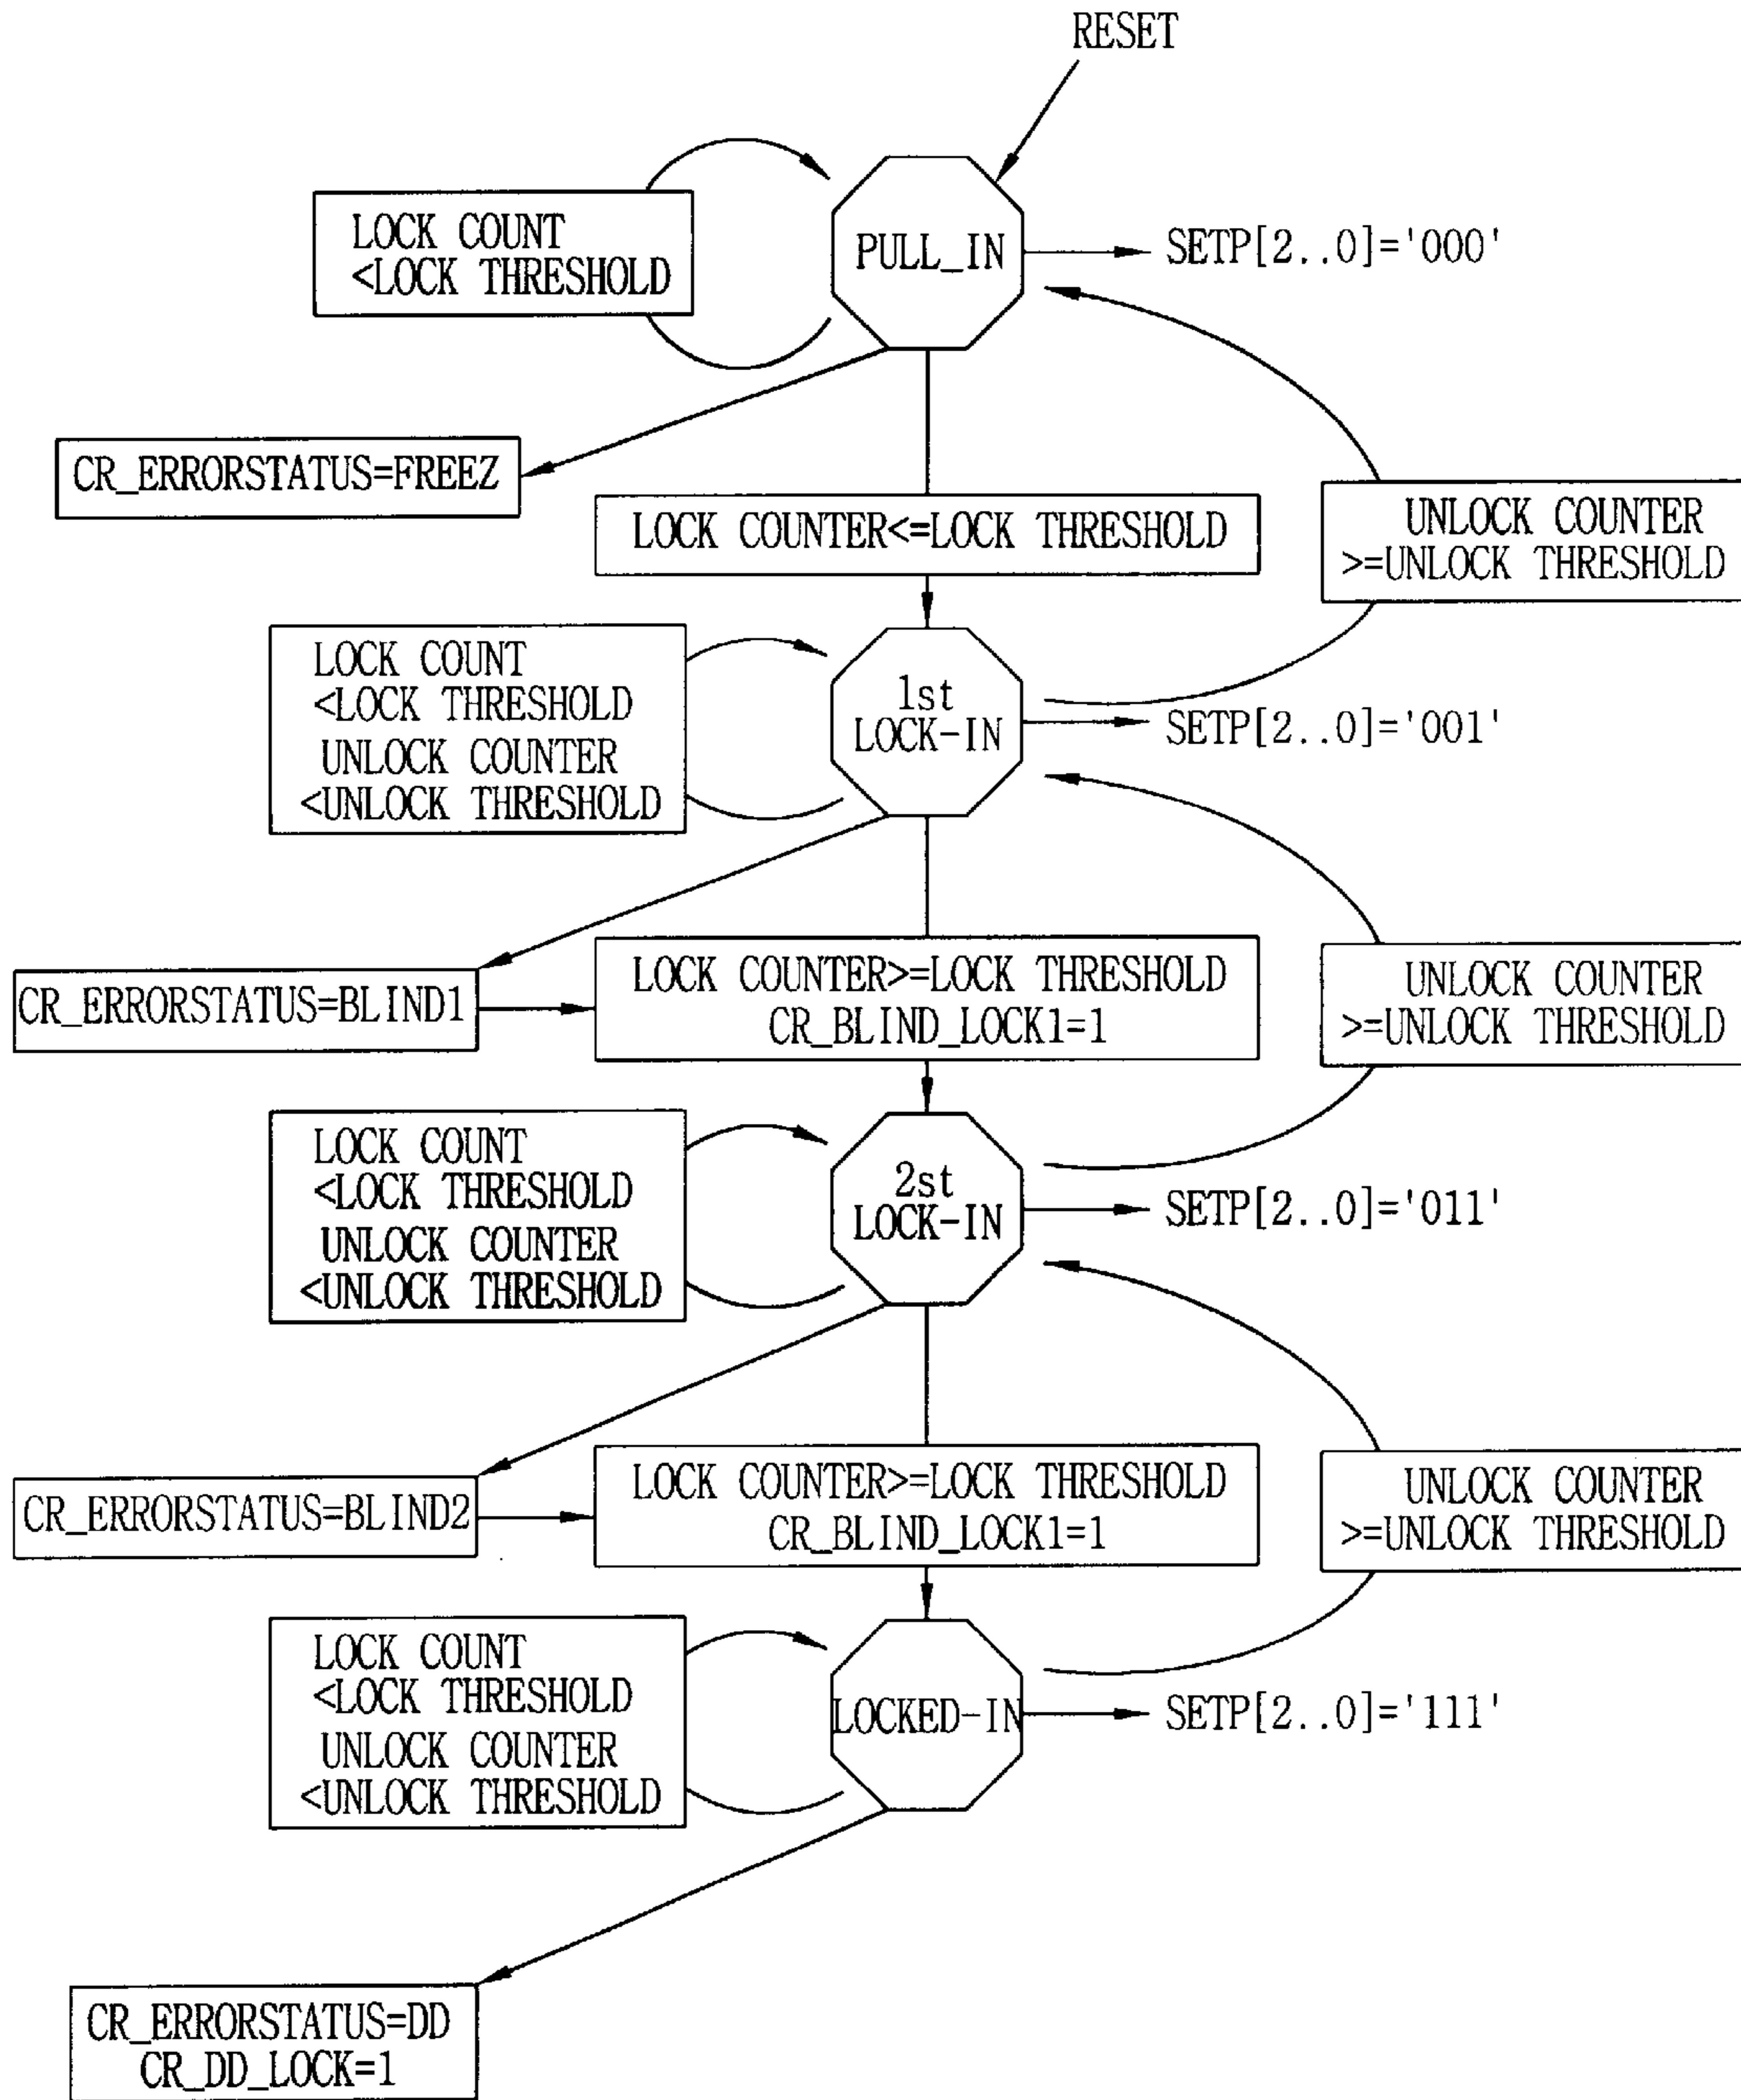 RESET
LOCK COUNT
<LOCK THRESHOLD
PULL_IN
SETP[2..0]='000'
CR_ERRORSTATUS=FREEZ
LOCK COUNTER<=LOCK THRESHOLD
UNLOCK COUNTER
>=UNLOCK THRESHOLD
LOCK COUNT
<LOCK THRESHOLD
UNLOCK COUNTER
<UNLOCK THRESHOLD
1st
LOCK-IN
SETP[2..0]='001'
CR_ERRORSTATUS=BLIND1
LOCK COUNTER>=LOCK THRESHOLD
CR_BLIND_LOCK1=1
UNLOCK COUNTER
>=UNLOCK THRESHOLD
LOCK COUNT
<LOCK THRESHOLD
UNLOCK COUNTER
<UNLOCK THRESHOLD
2st
LOCK-IN
SETP[2..0]='011'
CR_ERRORSTATUS=BLIND2
LOCK COUNTER>=LOCK THRESHOLD
CR_BLIND_LOCK1=1
UNLOCK COUNTER
>=UNLOCK THRESHOLD
LOCK COUNT
<LOCK THRESHOLD
UNLOCK COUNTER
<UNLOCK THRESHOLD
LOCKED-IN
SETP[2..0]='111'
CR_ERRORSTATUS=DD
CR_DD_LOCK=1